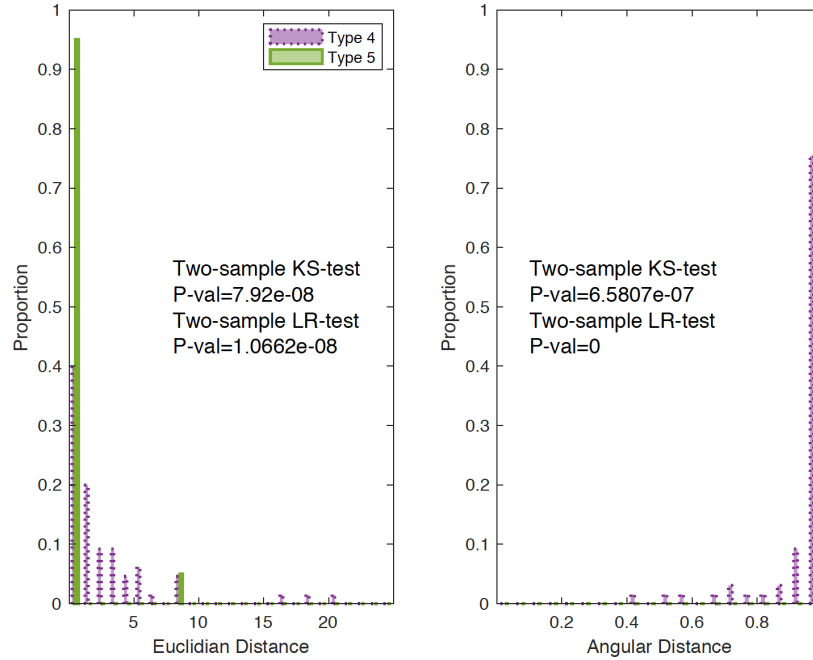 1
0.9
0.8
0.7
0.6
0.5
0.4
0.3
0.2
0.1
0
Proportion
Type 4
Type 5
Two-sample KS-test
P-val=7.92e-08
Two-sample LR-test
P-val=1.0662e-08
5
10
15
20
Euclidian Distance
1
0.9
0.8
0.7
0.6
0.5
0.4
0.3
0.2
0.1
0
Proportion
Two-sample KS-test
P-val=6.5807e-07
Two-sample LR-test
P-val=0
0.2
0.4
0.6
0.8
Angular Distance